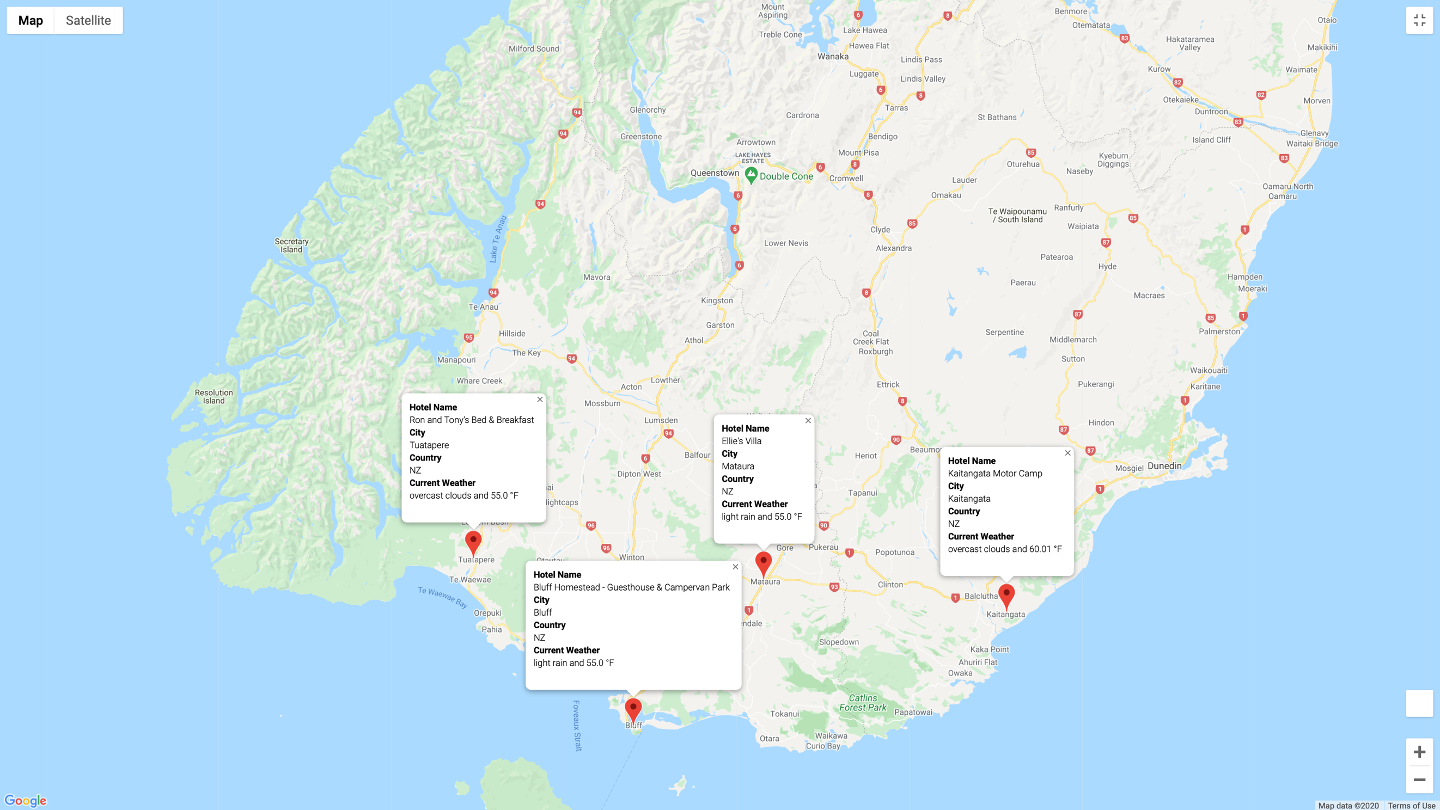 Map
Satellite
Mount
Aspiring
Treble Cone
Lake Hawea
Hawea Flat
Wanaka
Luggate
Lindis Pass
Lindis Valley
Tarras
Benmore
Otematata
Otaio
Hakataramea
Valley
Makikihi
Kurow
Waimate
Otekaieke
Morven
Duntroon
Island Cliff
Glenavy
Waitaki Bridge
Milford Sound
Glenorchy
Greenstone
Cardrona
Bendigo
St Bathans
Arrowtown
LAKE HAYES
ESTATE
Queenstown
Double Cone
Mount Pisa
Cromwell
Oturehua
Kyeburn
Diggings
Naseby
Lauder
Omakau
Oamaru North
Oamaru
Te Waipounamu
/ South Island
Ranfurly
Waipiata
Clyde
Alexandra
Lower Nevis
Secretary
Island
Lake Te Anau
Patearoa
Hyde
Paerau
Hampden
Moeraki
Macraes
Mavora
Kingston
Garston
Te Anau
Hillside
The Key
Athol
Coal
Creek Flat
Roxburgh
Serpentine
Middlemarch
Sutton
Palmerston
Manapouri
Whare Creek
Acton
Lowther
Mossburn
Lumsden
Ettrick
Pukerangi
Waikouaiti
Karitane
Resolution
Island
Hindon
Balfour
Dipton West
Heriot
Mosgiel
Dunedin
Tapanui
Hotel Name
Ron and Tony's Bed & Breakfast
City
Tuatapere
Country
NZ
Current Weather
overcast clouds and 55.0 °F
Hotel Name
Ellie's Villa
City
Mataura
Country
NZ
Current Weather
light rain and 55.0 °F
Hotel Name
Kaitangata Motor Camp
City
Kaitangata
Country
NZ
Current Weather
overcast clouds and 60.01 °F
Tuatapere
Te Waewae
Te Waewae Bay
Orepuki
Pahia
Winton
Gore
Pukerau
Popotunoa
Mataura
Clinton
Balclutha
Kaitangata
Hotel Name
Bluff Homestead - Guesthouse & Campervan Park
City
Bluff
Country
NZ
Current Weather
light rain and 55.0 °F
Slopedown
Kaka Point
Ahuriri Flat
Owaka
Catlins
Forest Park
Papatowai
Tokanui
Otara
Waikawa
Curio Bay
Bluff
Foveaux Strait
Google
Map data ©2020
Terms of Use